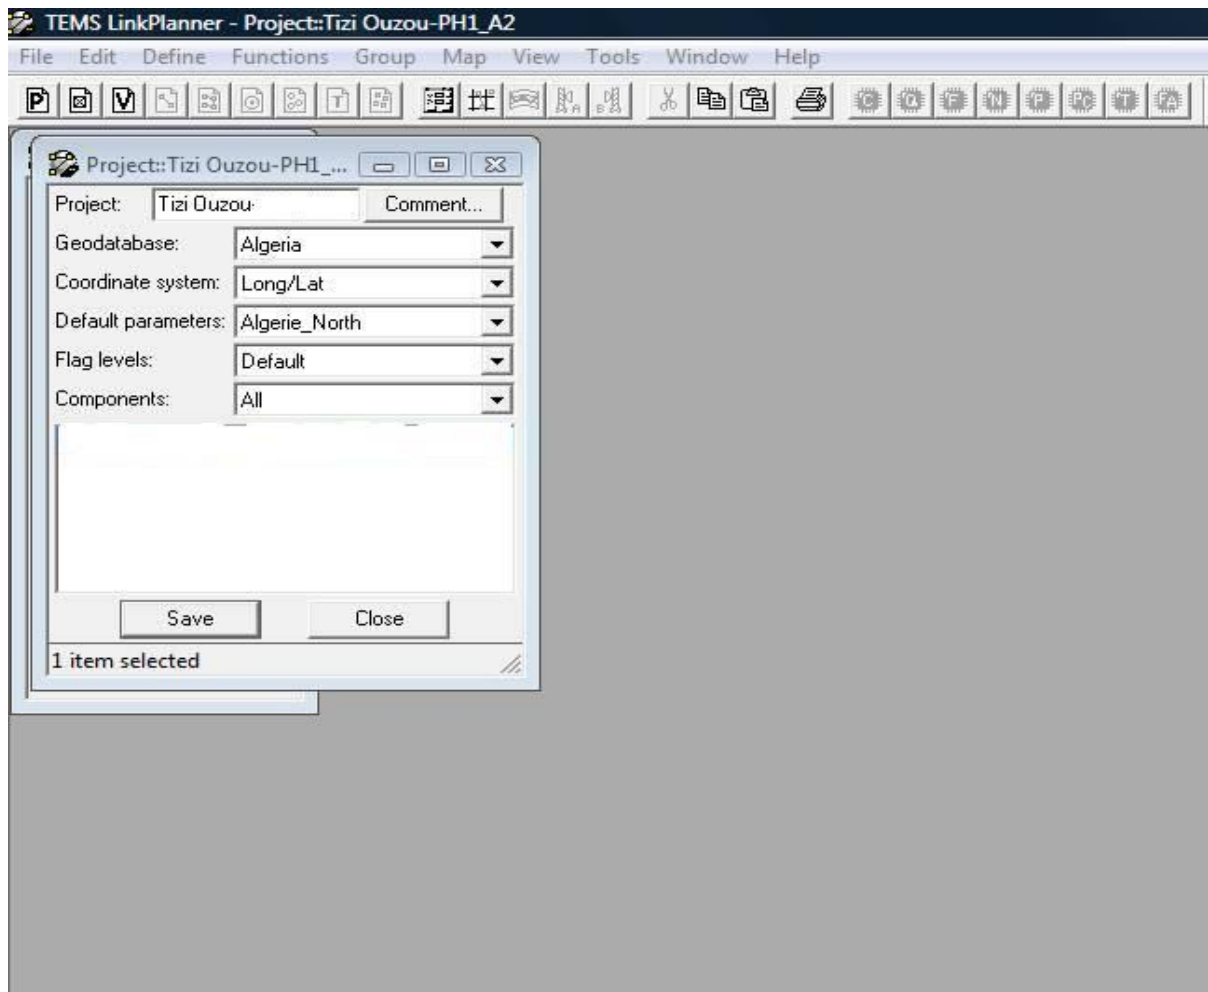 TEMS LinkPlanner - Project::Tizi Ouzou-PH1_A2
File Edit Define Functions Group Map View Tools Window Help
Project::Tizi Ouzou-PH1_...
Project: Tizi Ouzou- Comment...
Geodatabase: Algeria
Coordinate system: Long/Lat
Default parameters: Algerie_North
Flag levels: Default
Components: All
Save Close
1 item selected